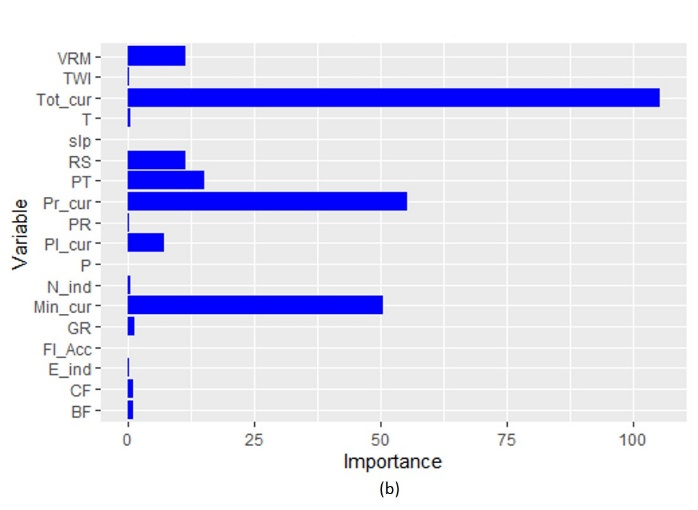 VRM
TWI
Tot_cur
T
slp
RS
PT
Pr_cur
PR
Pl_cur
P
N_ind
Min_cur
GR
Fl_Acc
E_ind
CF
BF
Variable
0 25 50 75 100
Importance
(b)